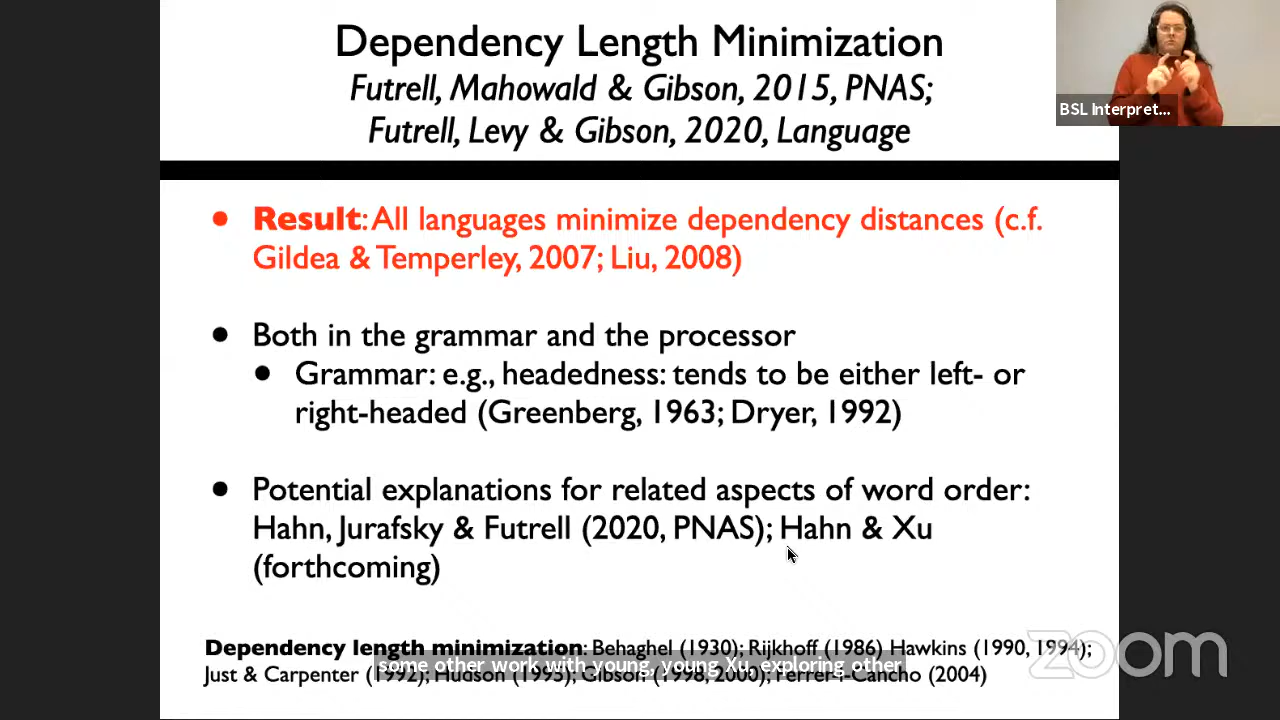 Dependency Length Minimization
Futrell, Mahowald & Gibson, 2015, PNAS;
Futrell, Levy & Gibson, 2020, Language
BSL Interpret...
• Result: All languages minimize dependency distances (c.f.
Gildea & Temperley, 2007; Liu, 2008)
• Both in the grammar and the processor
• Grammar: e.g., headedness: tends to be either left- or
right-headed (Greenberg, 1963; Dryer, 1992)
• Potential explanations for related aspects of word order:
Hahn, Jurafsky & Futrell (2020, PNAS); Hahn & Xu
(forthcoming)
Dependency length minimization: Behaghel (1930); Rijkhoff (1986) Hawkins (1990, 1994);
some other work with young, young Xu, exploring other
Just & Carpenter (1992); Hudson (1995); Gibson (1998, 2000); Ferrer-i-Cancho (2004)
zoom